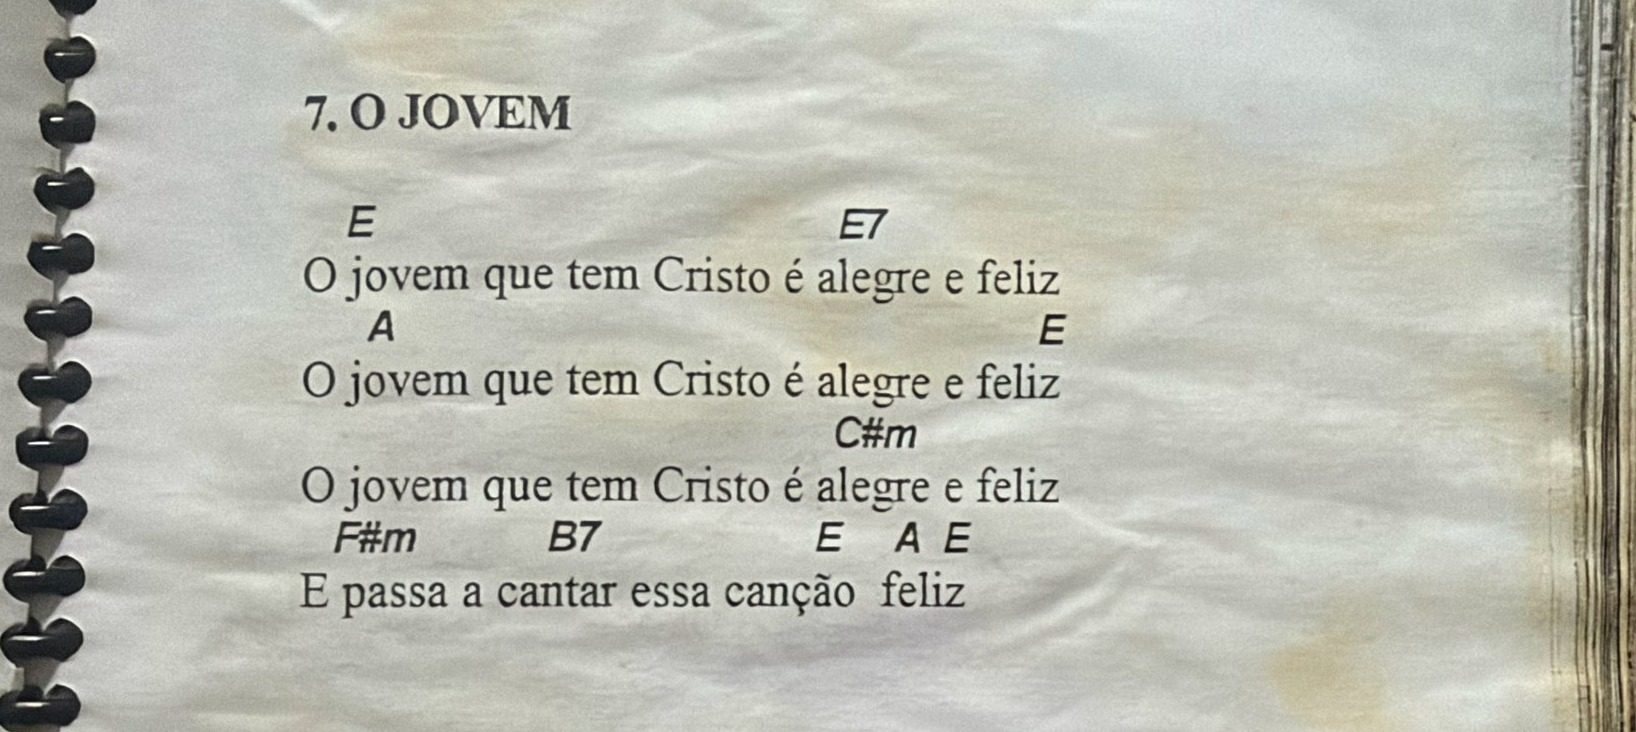 7. O JOVEM
E E7
O jovem que tem Cristo é alegre e feliz
A E
O jovem que tem Cristo é alegre e feliz
C#m
O jovem que tem Cristo é alegre e feliz
F#m B7 E A E
E passa a cantar essa canção feliz